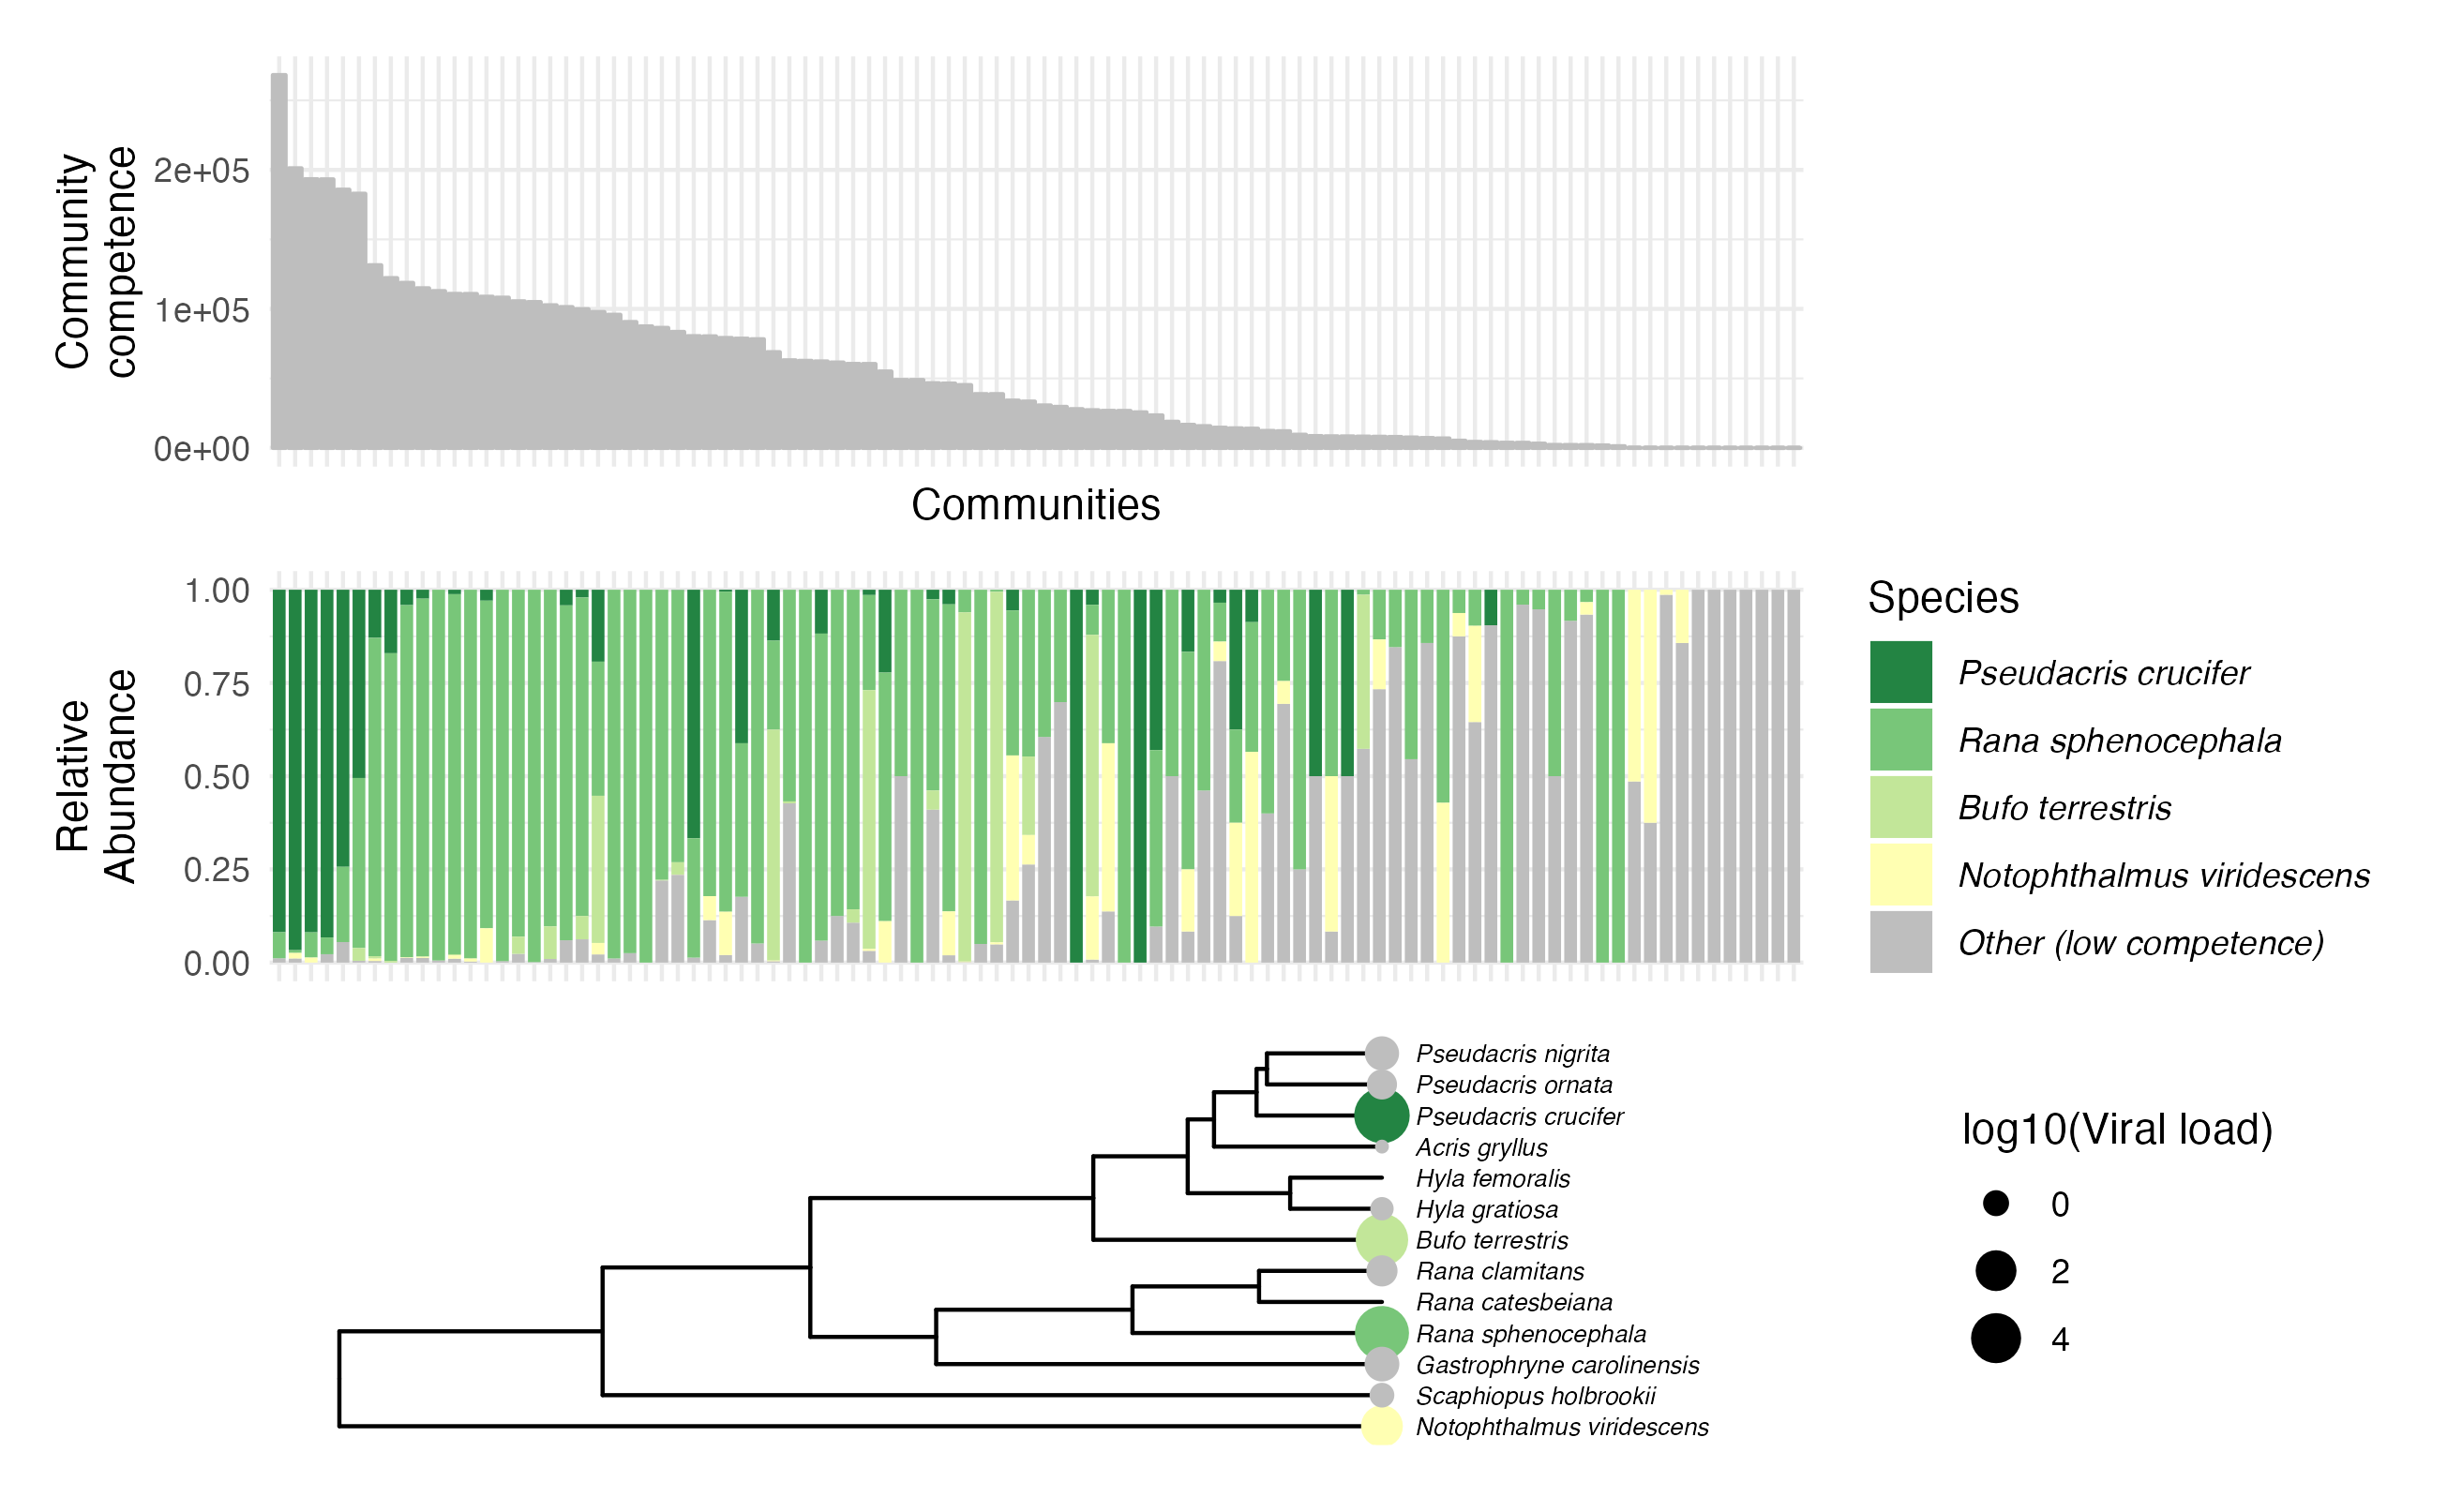 Community
competence
2e+05
1e+05
0e+00
Communities
Relative
Abundance
1.00
0.75
0.50
0.25
0.00
Species
Pseudacris crucifer
Rana sphenocephala
Bufo terrestris
Notophthalmus viridescens
Other (low competence)
Pseudacris nigrita
Pseudacris ornata
Pseudacris crucifer
Acris gryllus
Hyla femoralis
Hyla gratiosa
Bufo terrestris
Rana clamitans
Rana catesbeiana
Rana sphenocephala
Gastrophryne carolinensis
Scaphiopus holbrookii
Notophthalmus viridescens
log10(Viral load)
0
2
4